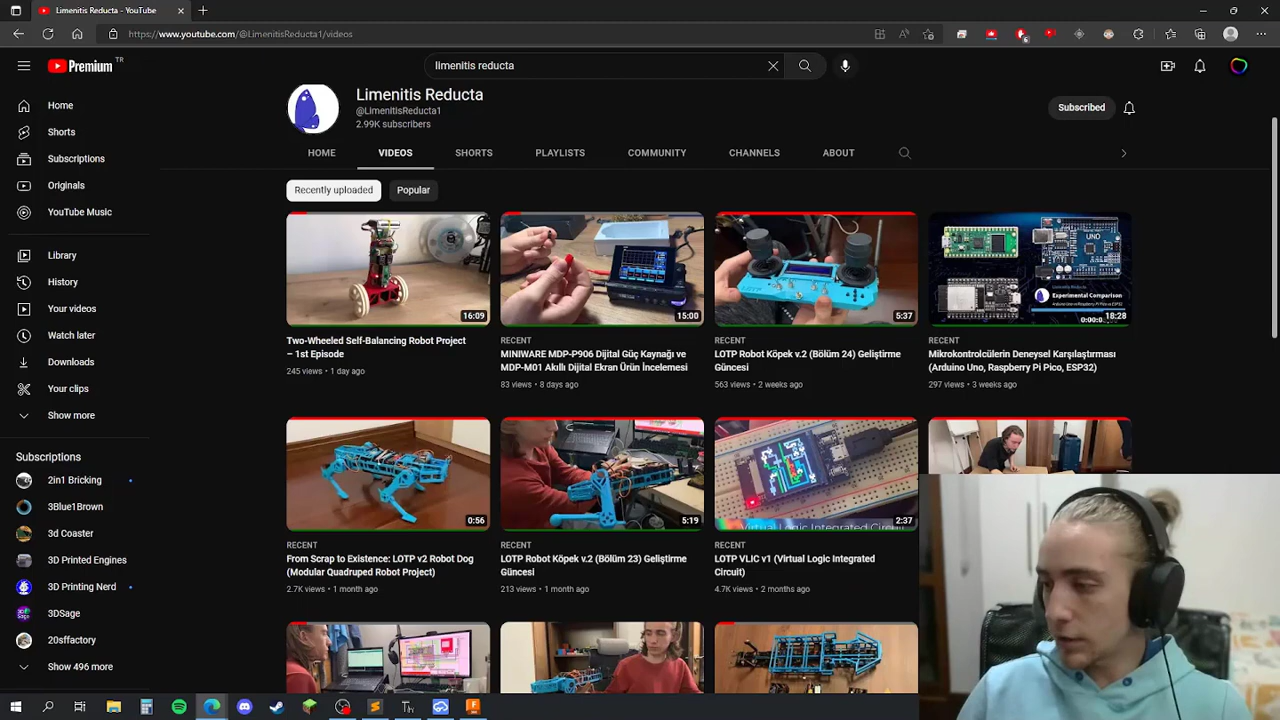 Limenitis Reducta - YouTube
https://www.youtube.com/@LimenitisReducta1/videos
Premium TR
limenitis reducta
Limenitis Reducta
@LimenitisReducta1
2.99K subscribers
Subscribed
HOME VIDEOS SHORTS PLAYLISTS COMMUNITY CHANNELS ABOUT
Recently uploaded Popular
Home
Shorts
Subscriptions
Originals
YouTube Music
Library
History
Your videos
Watch later
Downloads
Your clips
Show more
Subscriptions
2in1 Bricking
3Blue1Brown
3d Coaster
3D Printed Engines
3D Printing Nerd
3DSage
20sffactory
Show 496 more
16:09
Two-Wheeled Self-Balancing Robot Project
– 1st Episode
245 views • 1 day ago
15:00
RECENT
MINIWARE MDP-P906 Dijital Güç Kaynağı ve
MDP-M01 Akıllı Dijital Ekran Ürün İncelemesi
83 views • 8 days ago
LOTP
5:37
RECENT
LOTP Robot Köpek v.2 (Bölüm 24) Geliştirme
Güncesi
563 views • 2 weeks ago
UNO
Limenitis Reducta
Experimental Comparison
18:28
RECENT
Mikrokontrolcülerin Deneysel Karşılaştırması
(Arduino Uno, Raspberry Pi Pico, ESP32)
297 views • 3 weeks ago
0:56
RECENT
From Scrap to Existence: LOTP v2 Robot Dog
(Modular Quadruped Robot Project)
2.7K views • 1 month ago
5:19
RECENT
LOTP Robot Köpek v.2 (Bölüm 23) Geliştirme
Güncesi
213 views • 1 month ago
Virtual Logic Integrated Circuit
2:37
RECENT
LOTP VLIC v1 (Virtual Logic Integrated
Circuit)
4.7K views • 2 months ago